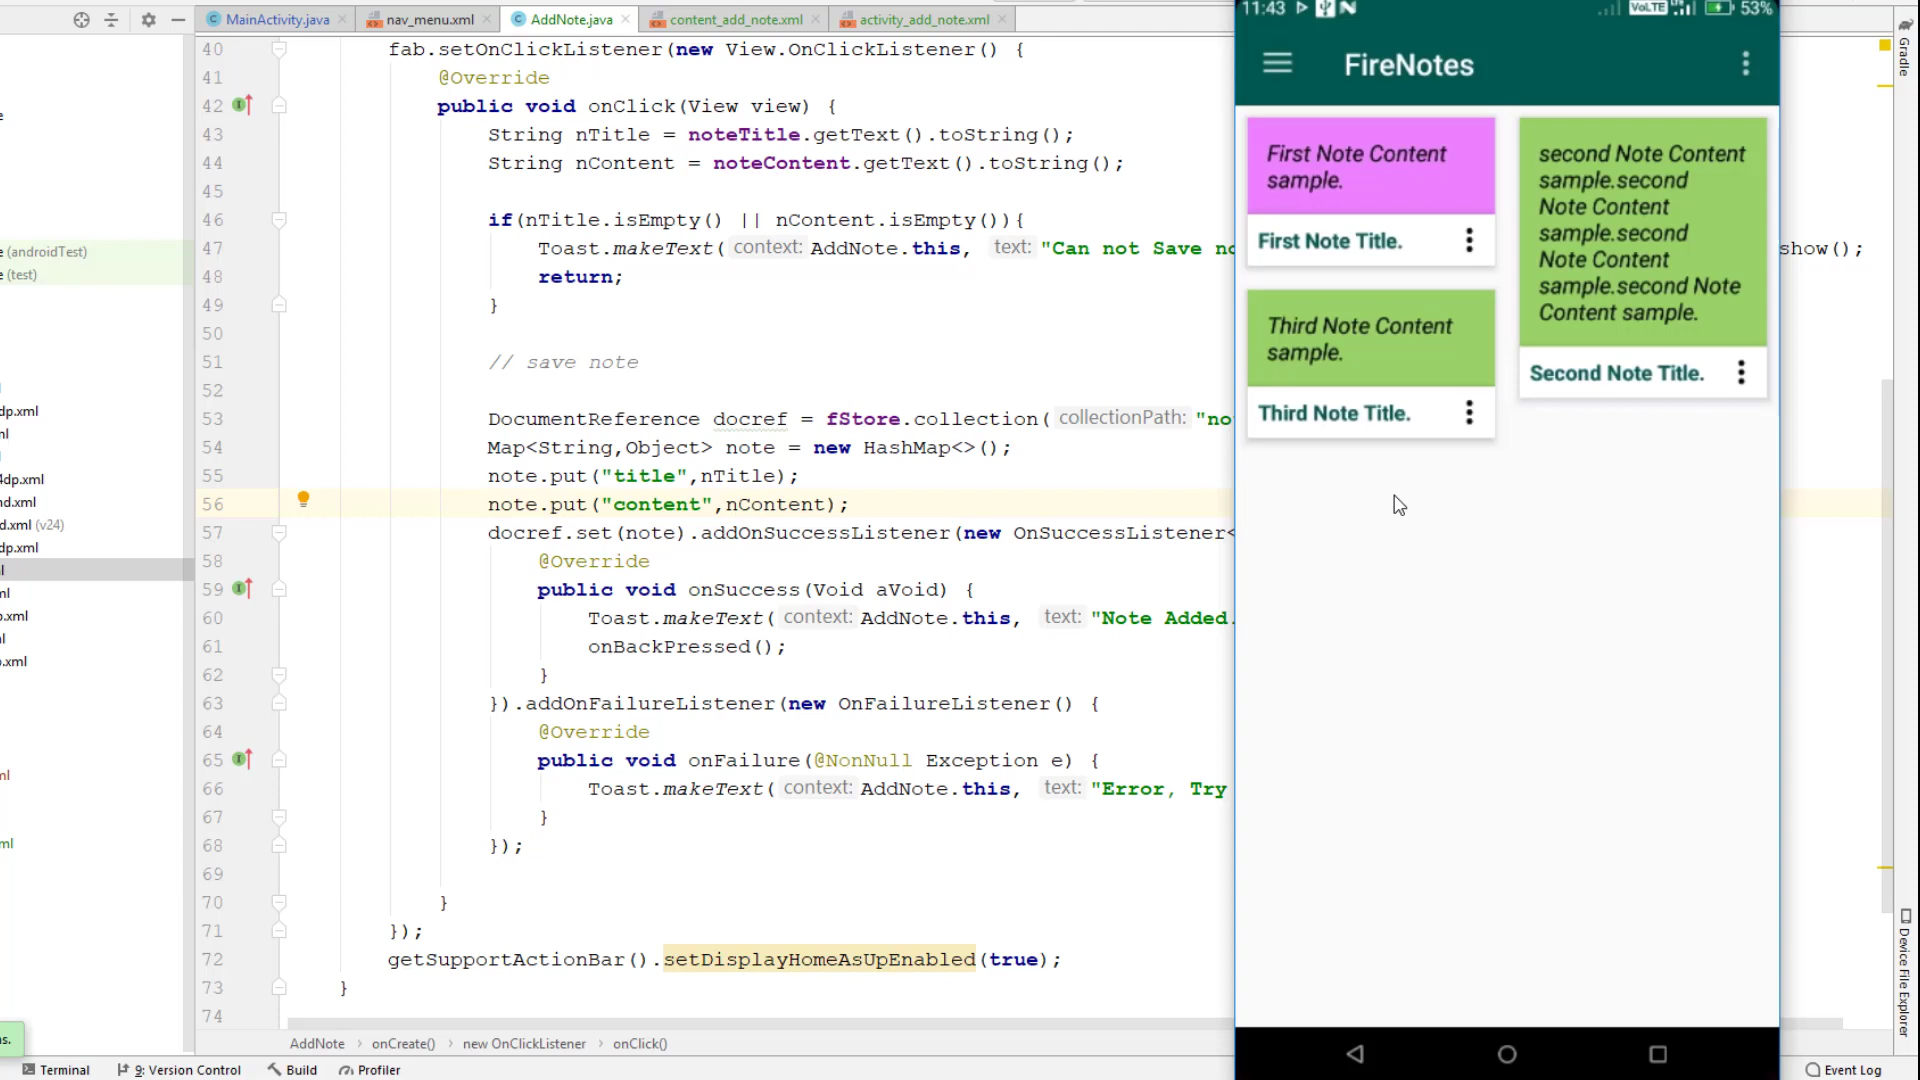 MainActivity.java
nav_menu.xml
AddNote.java
content_add_note.xml
activity_add_note.xml
40 fab.setOnClickListener(new View.OnClickListener() {
41 @Override
42 public void onClick(View view) {
43 String nTitle = noteTitle.getText().toString();
44 String nContent = noteContent.getText().toString();
45
46 if(nTitle.isEmpty() || nContent.isEmpty()){
47 Toast.makeText( context: AddNote.this, text: "Can not Save no
show();
48 return;
49 }
50
51 // save note
52
53 DocumentReference docref = fStore.collection( collectionPath: "no
54 Map<String,Object> note = new HashMap<>();
55 note.put("title",nTitle);
56 note.put("content",nContent);
57 docref.set(note).addOnSuccessListener(new OnSuccessListener<
58 @Override
59 public void onSuccess(Void aVoid) {
60 Toast.makeText( context: AddNote.this, text: "Note Added.
61 onBackPressed();
62 }
63 }).addOnFailureListener(new OnFailureListener() {
64 @Override
65 public void onFailure(@NonNull Exception e) {
66 Toast.makeText( context: AddNote.this, text: "Error, Try
67 }
68 });
69
70 }
71 });
72 getSupportActionBar().setDisplayHomeAsUpEnabled(true);
73 }
74
e
e (androidTest)
e (test)
dp.xml
ml
4dp.xml
nd.xml
d.xml (v24)
dp.xml
ml
p.xml
p.xml
ml
ml
s.
11:43
VoLTE
53%
FireNotes
First Note Content
sample.
First Note Title.
Third Note Content
sample.
Third Note Title.
second Note Content
sample.second
Note Content
sample.second
Note Content
sample.second Note
Content sample.
Second Note Title.
Gradle
Device File Explorer
AddNote
onCreate()
new OnClickListener
onClick()
Terminal
9: Version Control
Build
Profiler
Event Log